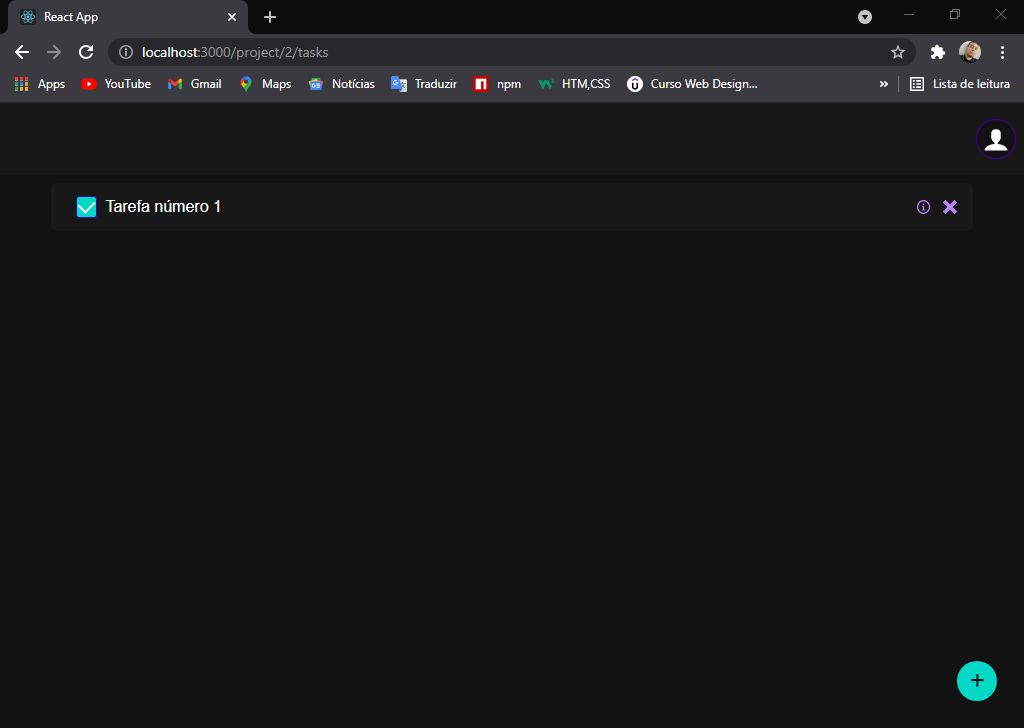 React App
localhost:3000/project/2/tasks
Apps YouTube Gmail Maps Notícias Traduzir npm HTM,CSS Curso Web Design... » Lista de leitura
Tarefa número 1
+